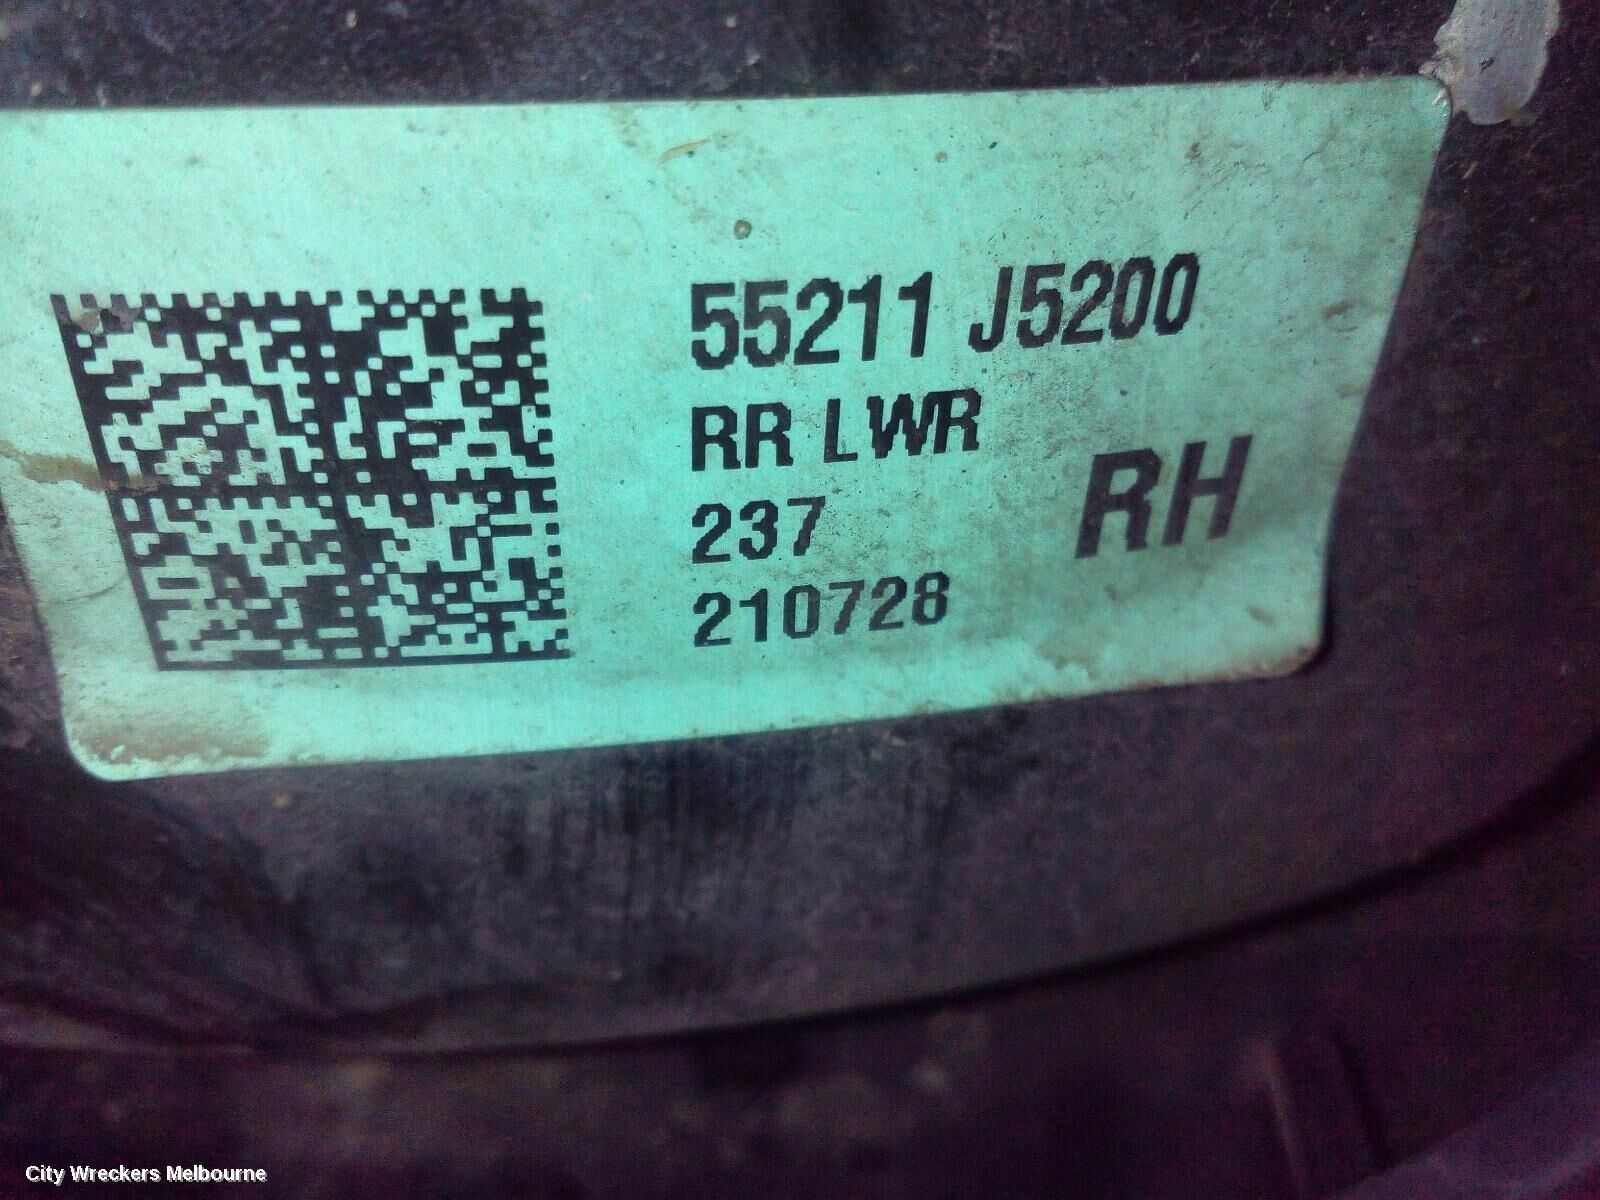 55211 J5200
RR LWR
237
RH
210728
City Wreckers Melbourne